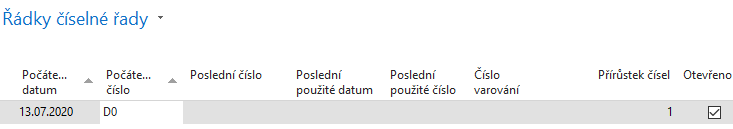 Řádky číselné řady
Počáte... datum
Počáte... číslo
Poslední číslo
Poslední použité datum
Poslední použité číslo
Číslo varování
Přírůstek čísel
Otevřeno
13.07.2020
D0
1